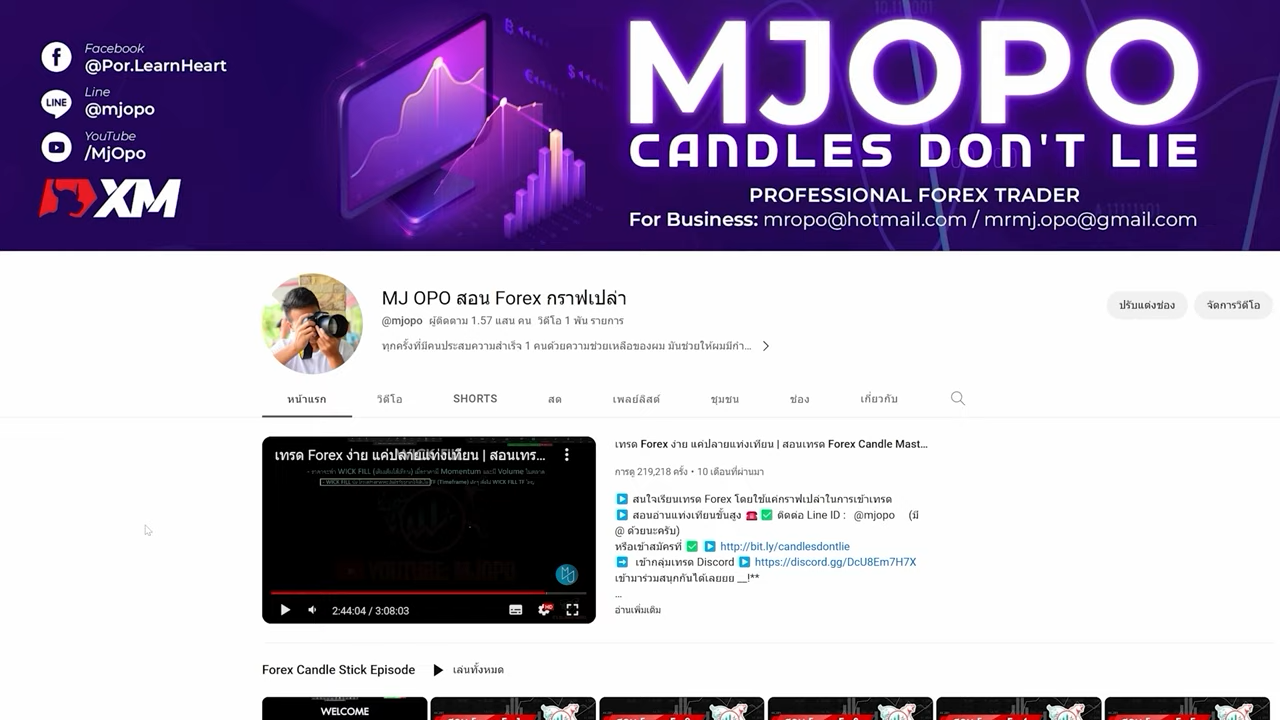 Facebook
@Por.LearnHeart
Line
LINE
@mjopo
YouTube
/MjOpo
XM
MJOPO
CANDLES DON'T LIE
PROFESSIONAL FOREX TRADER
For Business: mropo@hotmail.com / mrmj.opo@gmail.com
MJ OPO สอน Forex กราฟเปล่า
@mjopo ผู้ติดตาม 1.57 แสน คน วิดีโอ 1 พัน รายการ
ทุกครั้งที่มีคนประสบความสำเร็จ 1 คนด้วยความช่วยเหลือของผม มันช่วยให้ผมมีกำ...
ปรับแต่งช่อง
จัดการวิดีโอ
หน้าแรก วิดีโอ SHORTS สด เพลย์ลิสต์ ชุมชน ช่อง เกี่ยวกับ
เทรด Forex ง่าย แค่ปลายแท่งเทียน | สอนเทร...
YOUTUBE: MJOPO
2:44:04 / 3:08:03
HD
เทรด Forex ง่าย แค่ปลายแท่งเทียน | สอนเทรด Forex Candle Mast...
การดู 219,218 ครั้ง • 10 เดือนที่ผ่านมา
สนใจเรียนเทรด Forex โดยใช้แค่กราฟเปล่าในการเข้าเทรด
สอนอ่านแท่งเทียนขั้นสูง ☎️ ✅ ติดต่อ Line ID : @mjopo (มี
@ ด้วยนะครับ)
หรือเข้าสมัครที่ ✅ ▶️ http://bit.ly/candlesdontlie
เข้ากลุ่มเทรด Discord ▶️ https://discord.gg/DcU8Em7H7X
เข้ามาร่วมสนุกกันได้เลยยย __!**
...
อ่านเพิ่มเติม
Forex Candle Stick Episode
เล่นทั้งหมด
WELCOME